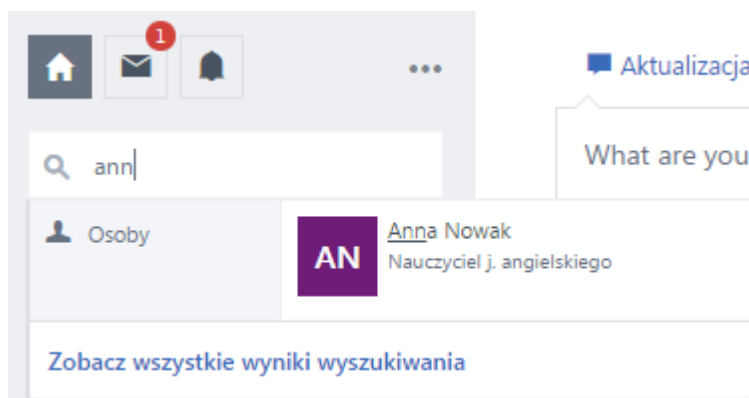 1
Aktualizacja
ann
What are you
Osoby
AN
Anna Nowak
Nauczyciel j. angielskiego
Zobacz wszystkie wyniki wyszukiwania